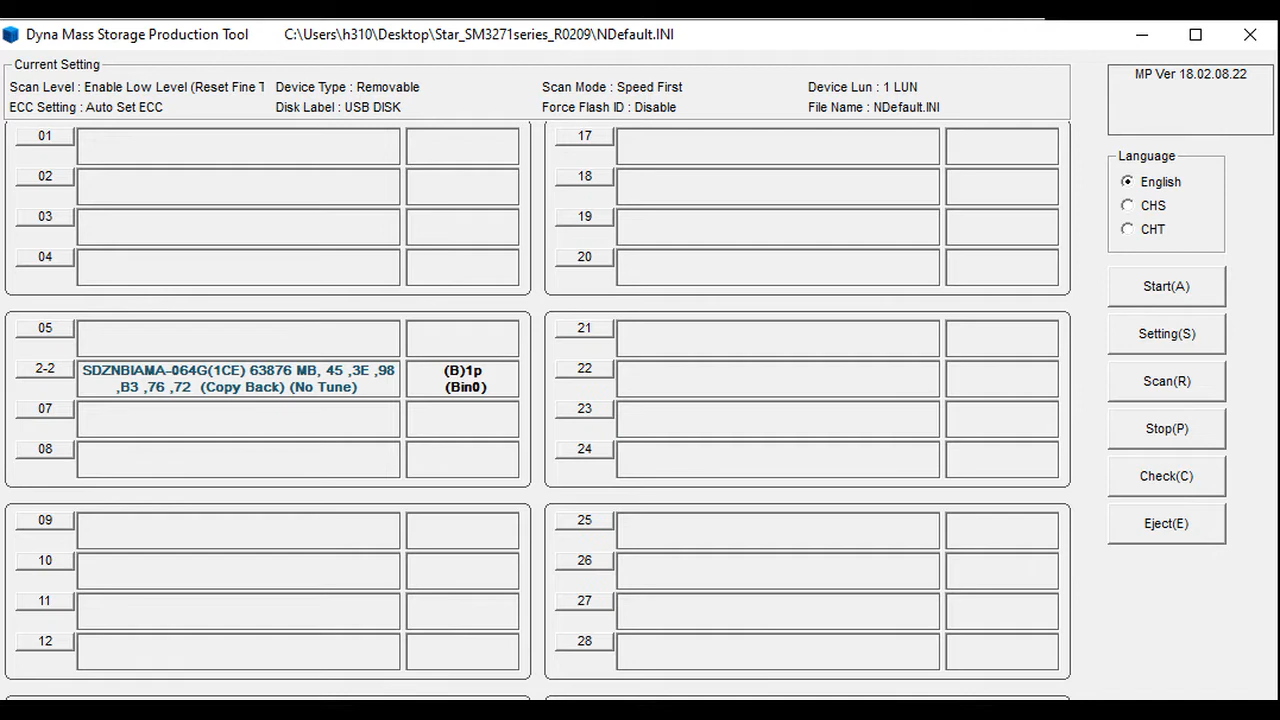 Dyna Mass Storage Production Tool C:\Users\h310\Desktop\Star_SM3271series_R0209\NDefault.INI
Current Setting
Scan Level : Enable Low Level (Reset Fine T Device Type : Removable Scan Mode : Speed First Device Lun : 1 LUN
ECC Setting : Auto Set ECC Disk Label : USB DISK Force Flash ID : Disable File Name : NDefault.INI
MP Ver 18.02.08.22
01
02
03
04
05
2-2 SDZNBIAMA-064G(1CE) 63876 MB, 45 ,3E ,98 (B)1p
,B3 ,76 ,72 (Copy Back) (No Tune) (Bin0)
07
08
09
10
11
12
17
18
19
20
21
22
23
24
25
26
27
28
Language
English
CHS
CHT
Start(A)
Setting(S)
Scan(R)
Stop(P)
Check(C)
Eject(E)